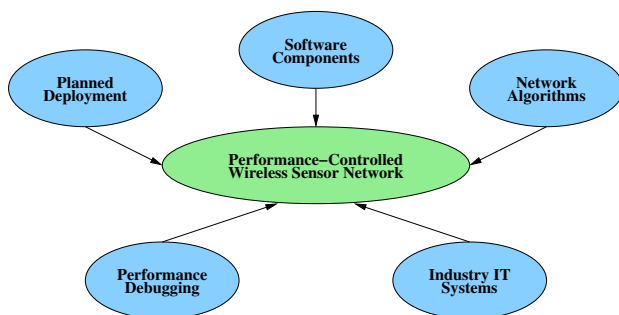 Software
Components
Planned
Deployment
Network
Algorithms
Performance−Controlled
Wireless Sensor Network
Performance
Debugging
Industry IT
Systems